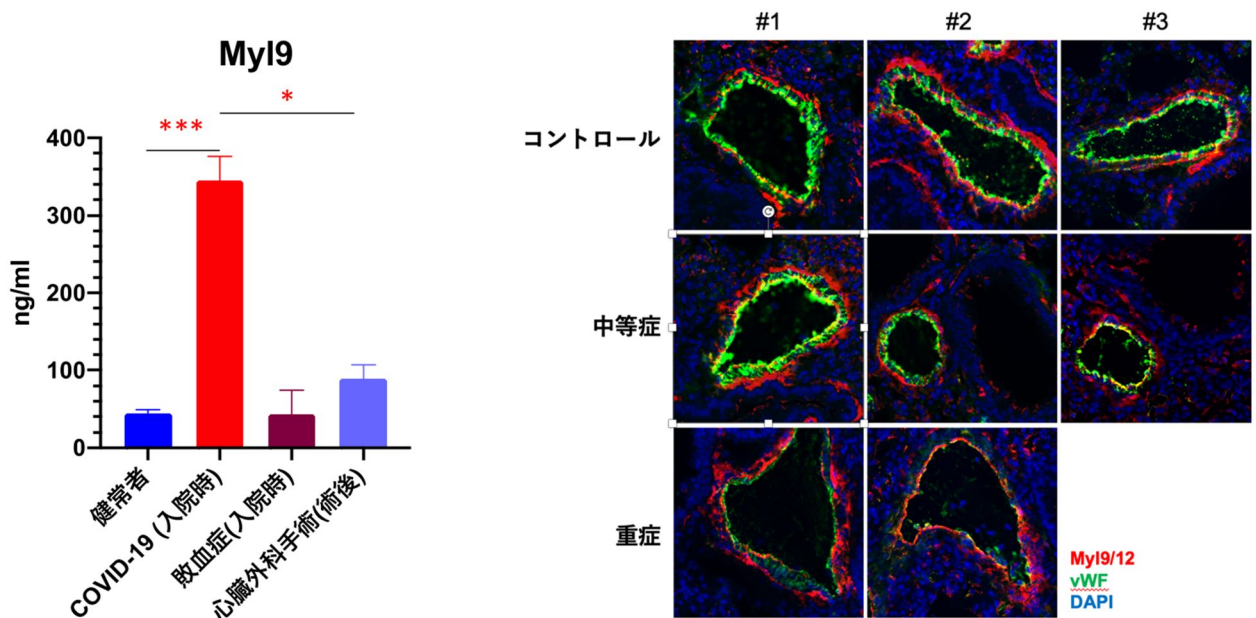 Myl9
***
*
ng/ml
400
300
200
100
0
健常者
COVID-19 (入院時)
敗血症(入院時)
心臓外科手術(術後)
#1
#2
#3
コントロール
中等症
重症
Myl9/12
vWF
DAPI